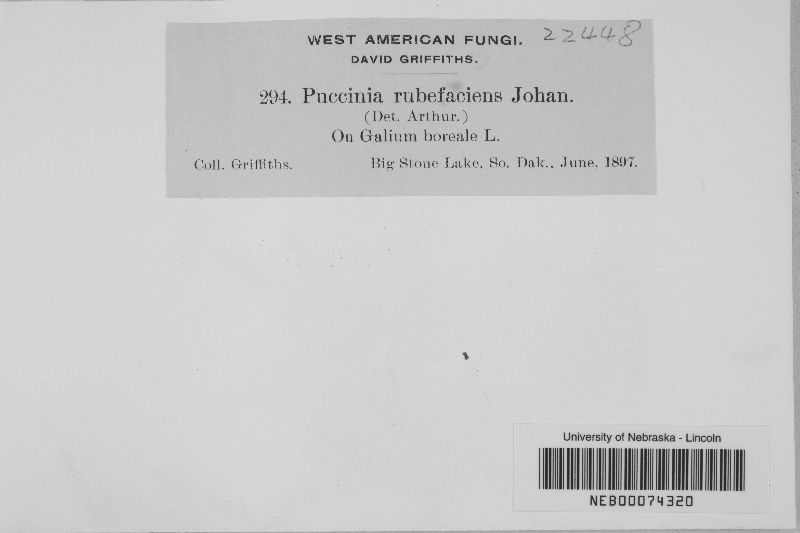 WEST AMERICAN FUNGI. 22448
DAVID GRIFFITHS.
294. Puccinia rubefaciens Johan.
(Det. Arthur.)
On Galium boreale L.
Coll. Griffiths. Big Stone Lake, So. Dak., June, 1897.
University of Nebraska - Lincoln
NEB00074320